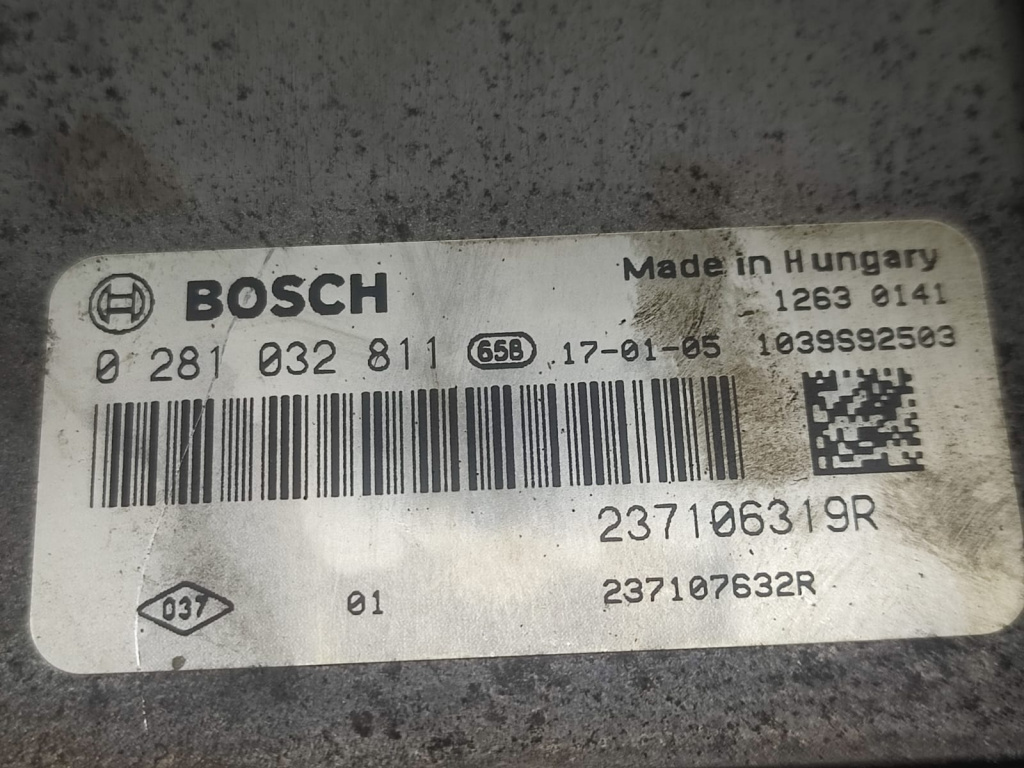 BOSCH
Made in Hungary
1263 0141
0 281 032 811 658 17-01-05 1039S92503
237106319R
037 01 237107632R